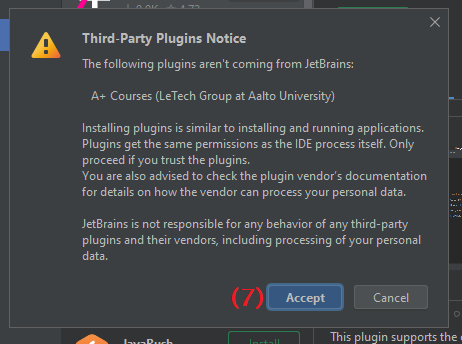 Third-Party Plugins Notice
The following plugins aren't coming from JetBrains:
A+ Courses (LeTech Group at Aalto University)
Installing plugins is similar to installing and running applications.
Plugins get the same permissions as the IDE process itself. Only
proceed if you trust the plugins.
You are also advised to check the plugin vendor's documentation
for details on how the vendor can process your personal data.
JetBrains is not responsible for any behavior of any third-party
plugins and their vendors, including processing of your personal
data.
(7) Accept Cancel
This plugin supports the